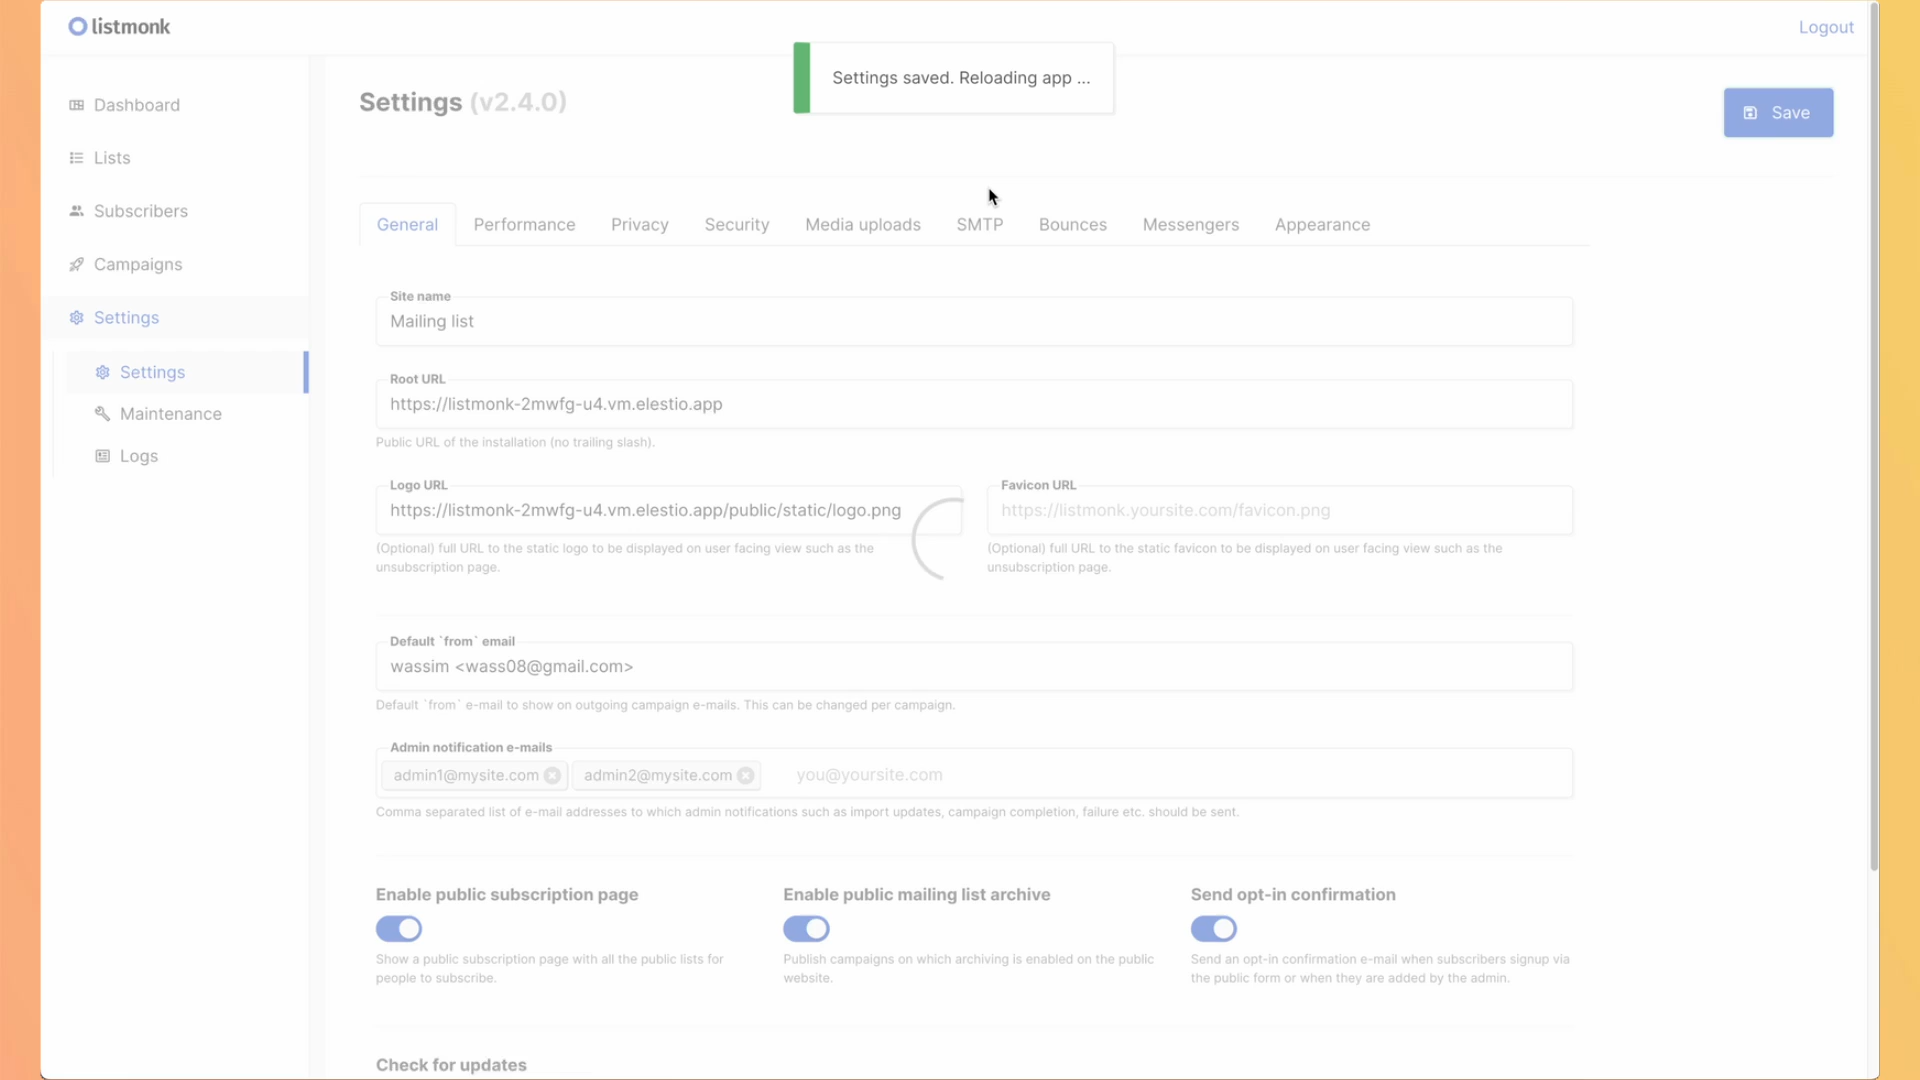 listmonk
Logout
Settings saved. Reloading app ...
Settings (v2.4.0)
Save
Dashboard
Lists
Subscribers
Campaigns
Settings
Settings
Maintenance
Logs
General
Performance
Privacy
Security
Media uploads
SMTP
Bounces
Messengers
Appearance
Site name
Mailing list
Root URL
https://listmonk-2mwfg-u4.vm.elestio.app
Public URL of the installation (no trailing slash).
Logo URL
https://listmonk-2mwfg-u4.vm.elestio.app/public/static/logo.png
(Optional) full URL to the static logo to be displayed on user facing view such as the
unsubscription page.
Favicon URL
https://listmonk.yoursite.com/favicon.png
(Optional) full URL to the static favicon to be displayed on user facing view such as the
unsubscription page.
Default `from` email
wassim <wass08@gmail.com>
Default `from` e-mail to show on outgoing campaign e-mails. This can be changed per campaign.
Admin notification e-mails
admin1@mysite.com
admin2@mysite.com
you@yoursite.com
Comma separated list of e-mail addresses to which admin notifications such as import updates, campaign completion, failure etc. should be sent.
Enable public subscription page
Show a public subscription page with all the public lists for
people to subscribe.
Enable public mailing list archive
Publish campaigns on which archiving is enabled on the public
website.
Send opt-in confirmation
Send an opt-in confirmation e-mail when subscribers signup via
the public form or when they are added by the admin.
Check for updates